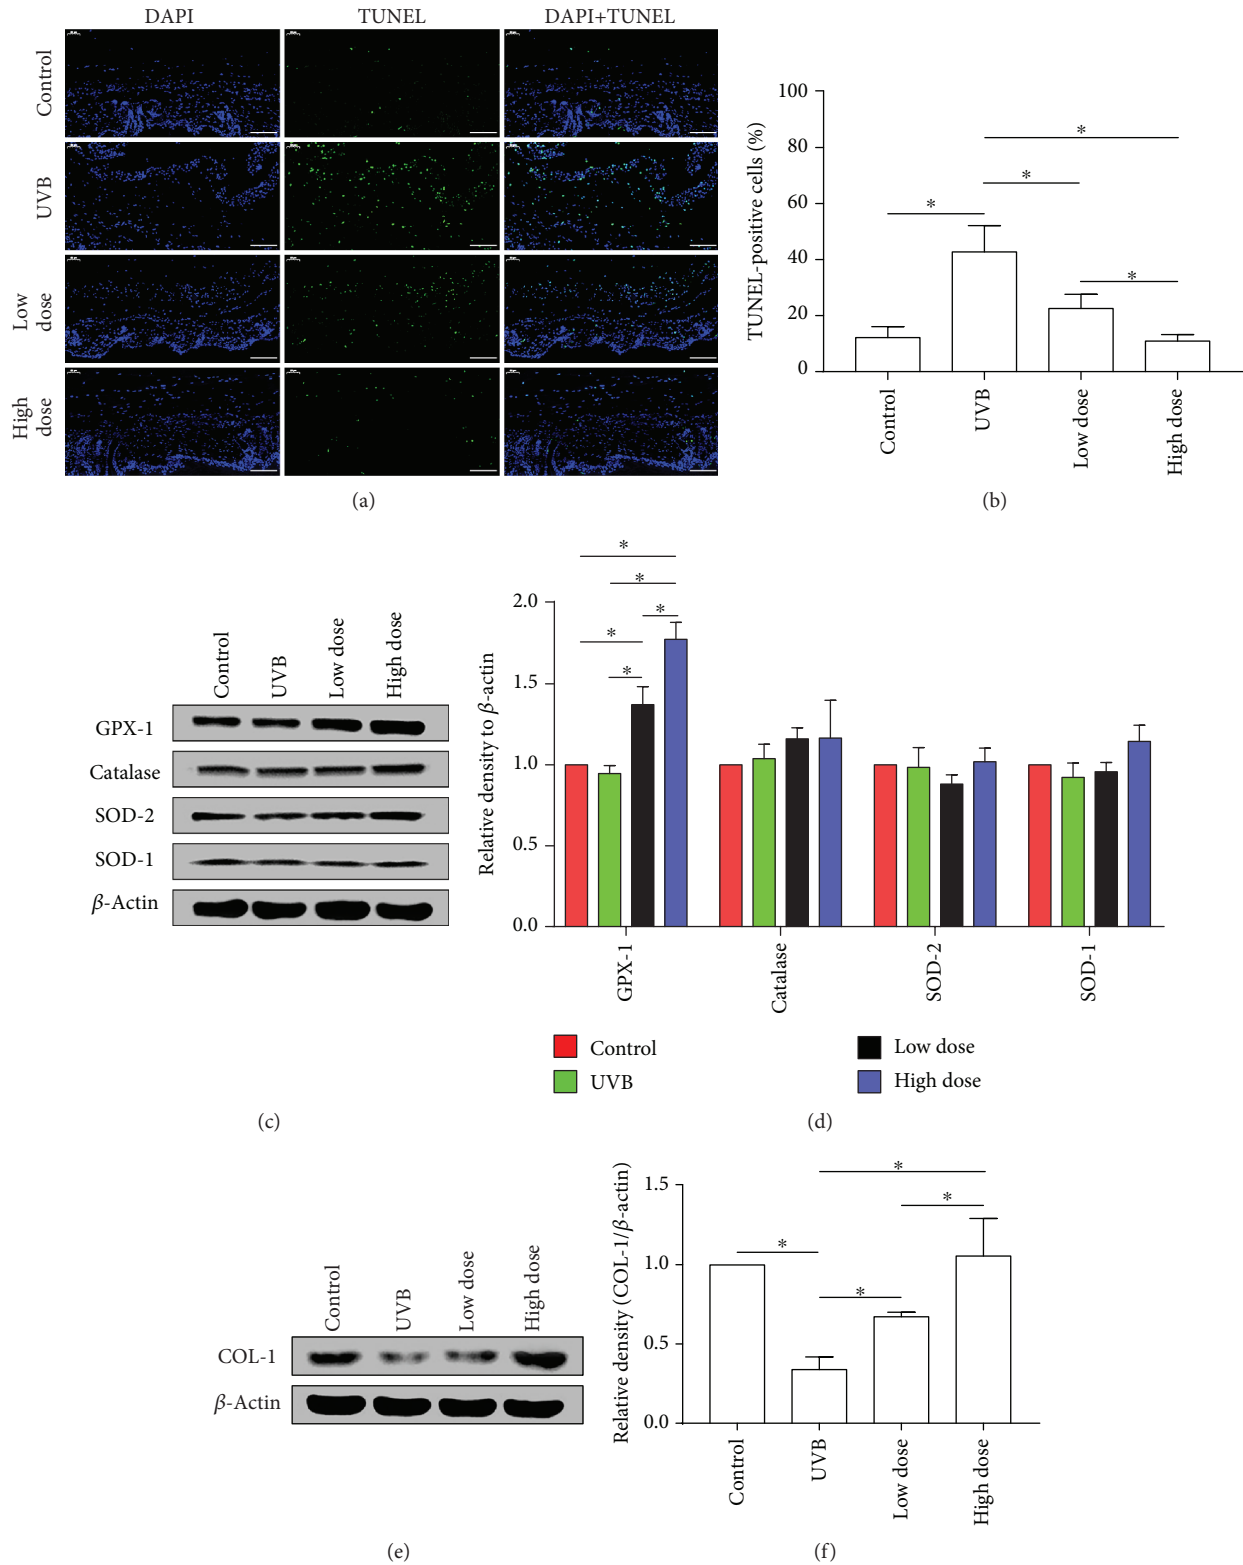 DAPI TUNEL DAPI+TUNEL
Control
UVB
Low
dose
High
dose
(a)
TUNEL-positive cells (%)
100
80
60
40
20
0
*
*
*
*
Control
UVB
Low dose
High dose
(b)
Control
UVB
Low dose
High dose
GPX-1
Catalase
SOD-2
SOD-1
β-Actin
(c)
Relative density to β-actin
2.0
1.5
1.0
0.5
0.0
*
*
*
*
*
GPX-1
Catalase
SOD-2
SOD-1
Control
UVB
Low dose
High dose
(d)
Control
UVB
Low dose
High dose
COL-1
β-Actin
(e)
Relative density (COL-1/β-actin)
1.5
1.0
0.5
0.0
*
*
*
*
Control
UVB
Low dose
High dose
(f)